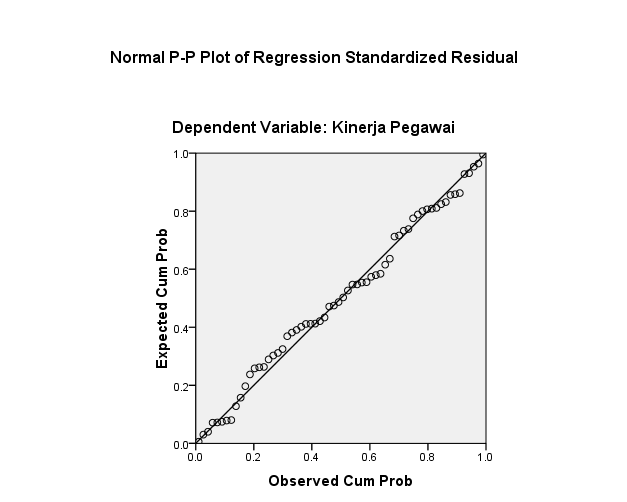 Normal P-P Plot of Regression Standardized Residual
Dependent Variable: Kinerja Pegawai
1.0
0.8
0.6
0.4
0.2
0.0
Expected Cum Prob
0.0 0.2 0.4 0.6 0.8 1.0
Observed Cum Prob